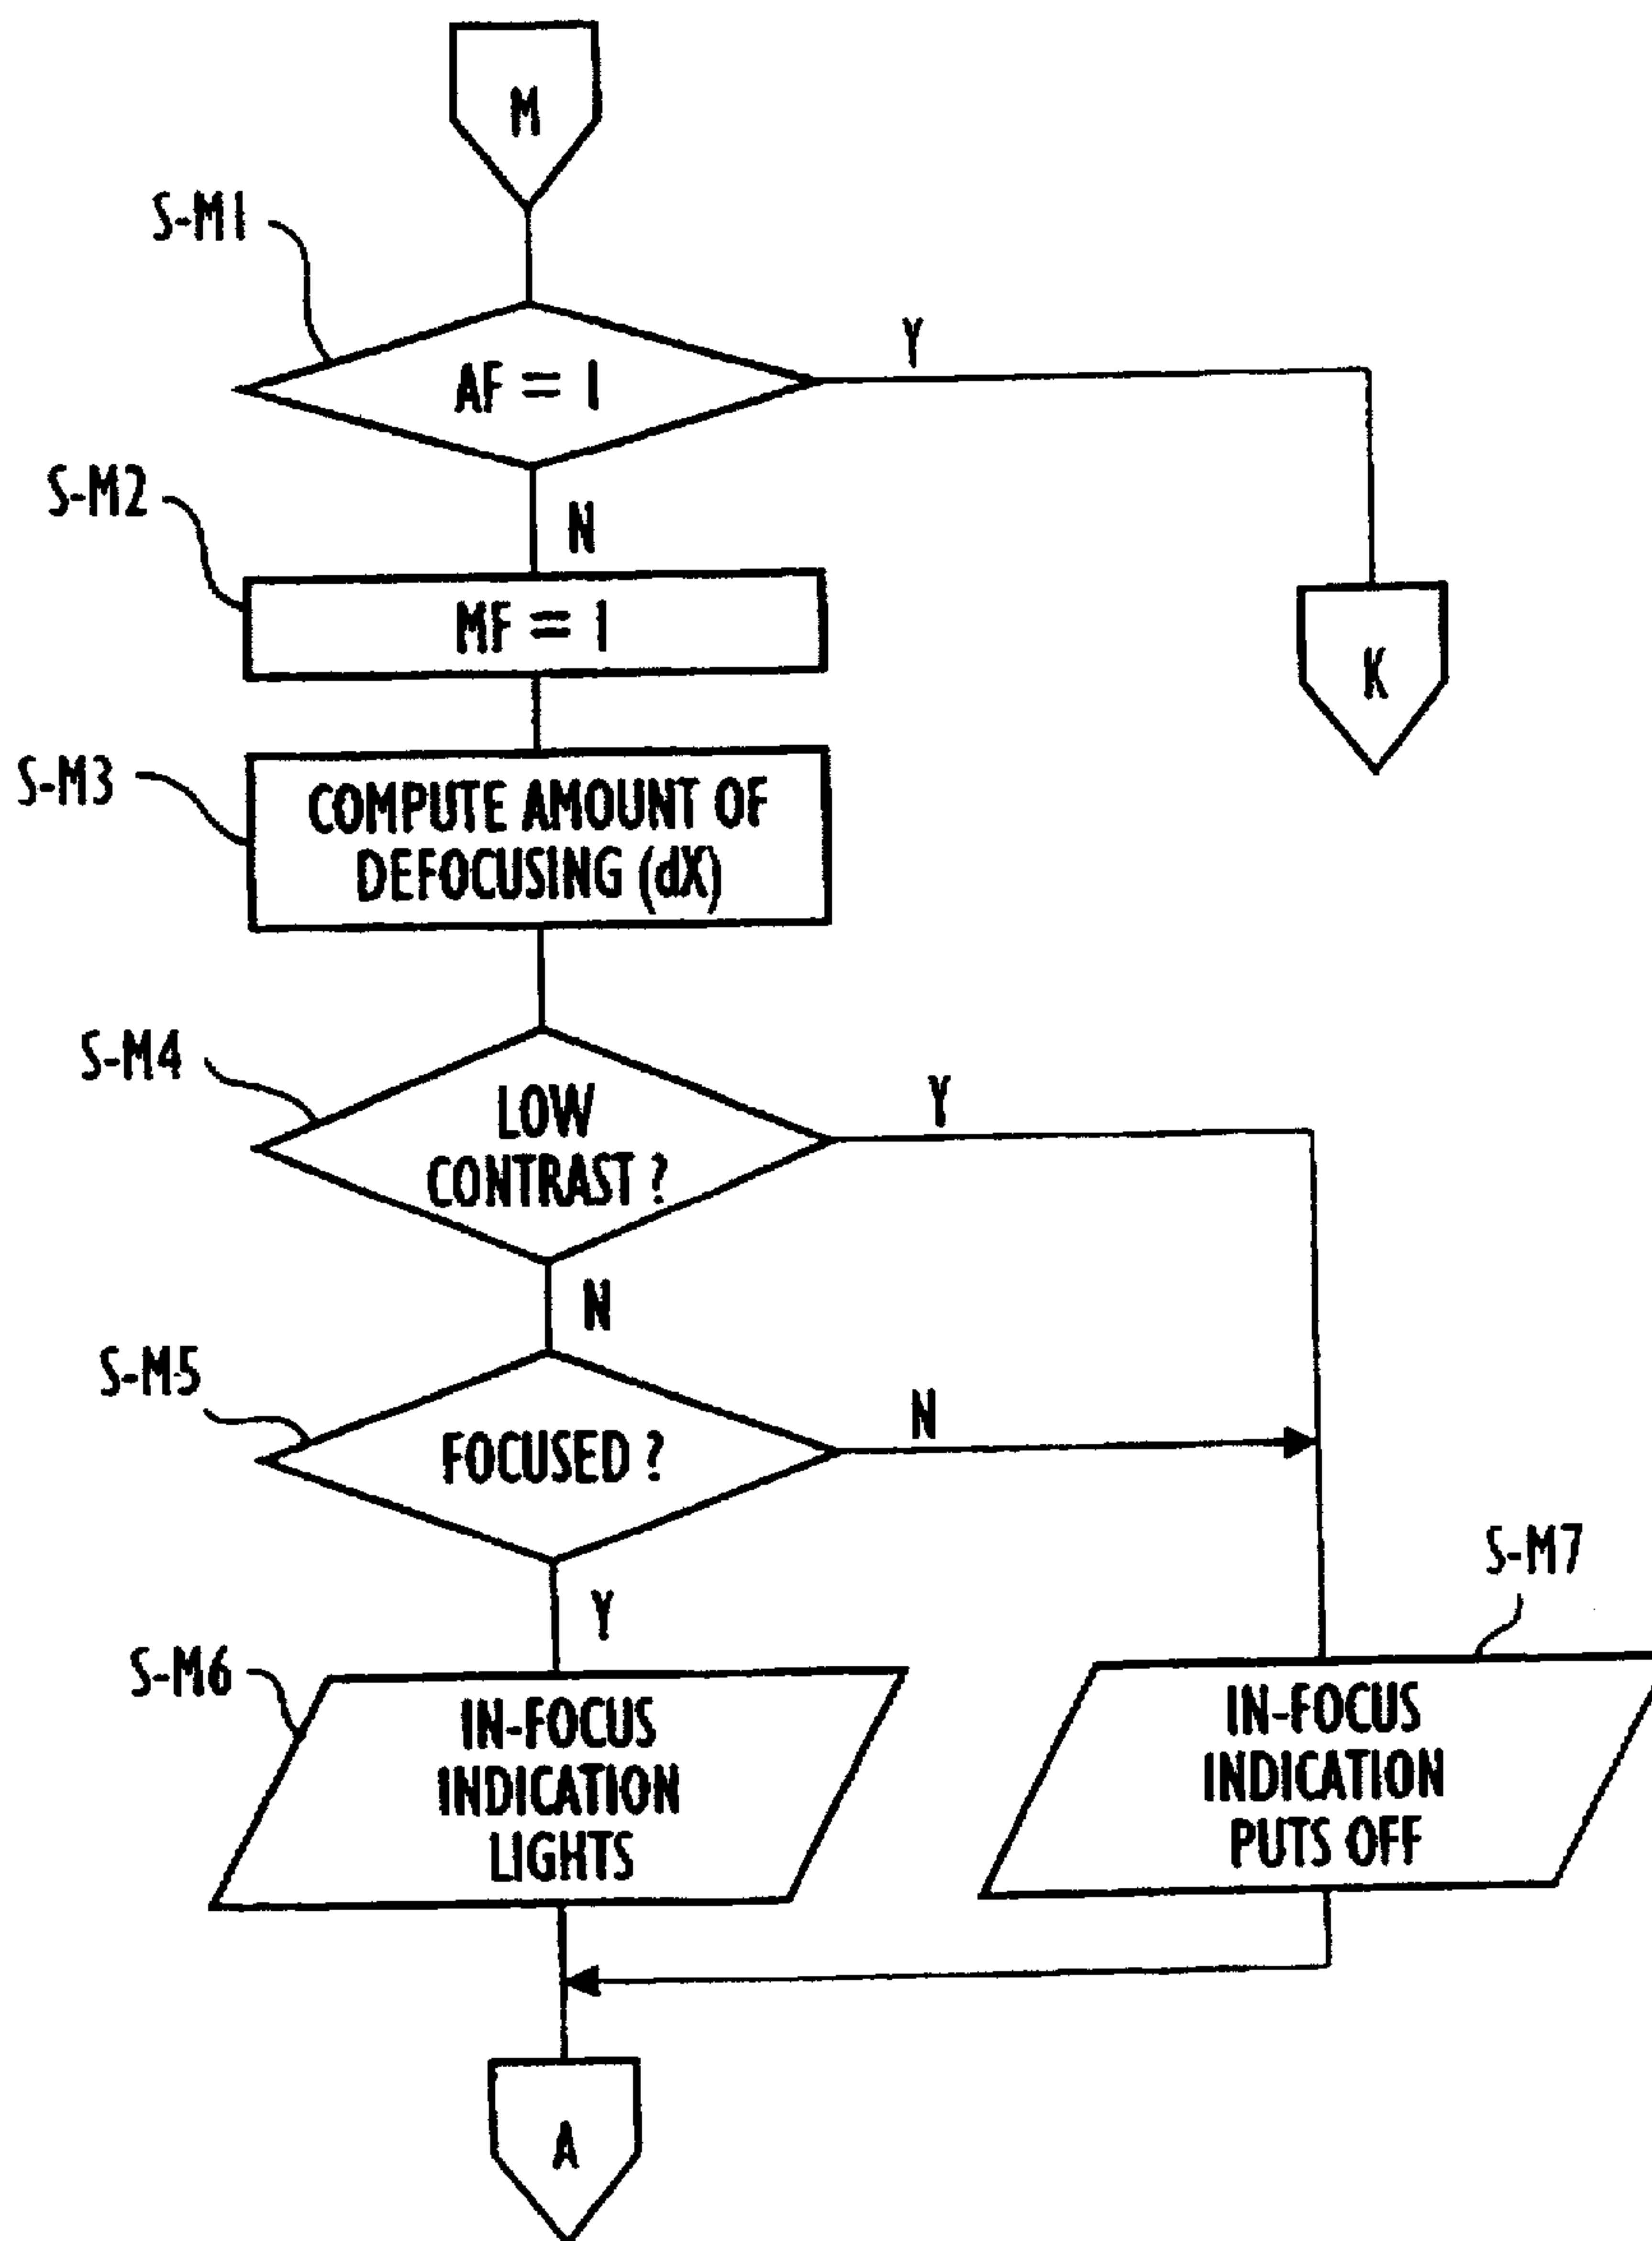 M
S-M1
AF = 1
Y
S-M2
N
MF = 1
K
S-M3
COMPUTE AMOUNT OF
DEFOCUSING (dX)
S-M4
LOW
CONTRAST ?
Y
N
S-M5
FOCUSED ?
N
Y
S-M7
S-M6
IN-FOCUS
INDICATION
LIGHTS
IN-FOCUS
INDICATION
PUTS OFF
A